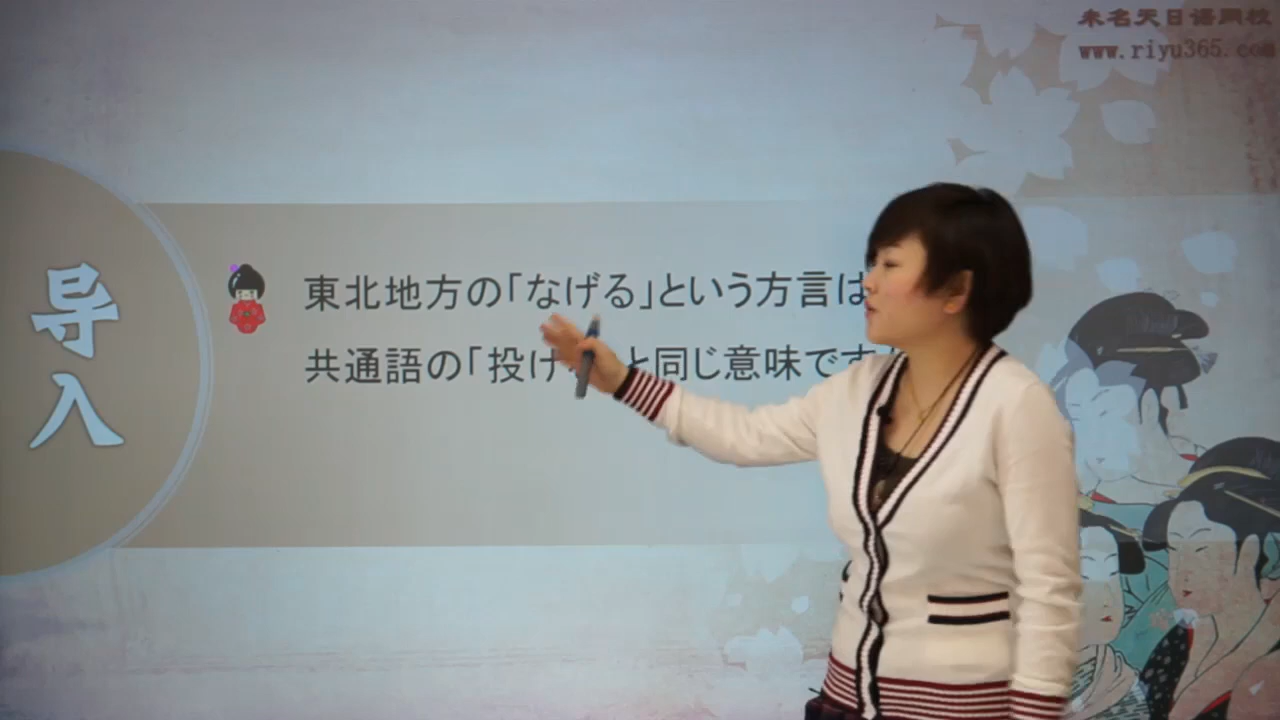 未名天日语网校
www.riyu365.com
导入
東北地方の「なげる」という方言は
共通語の「投げ と同じ意味です